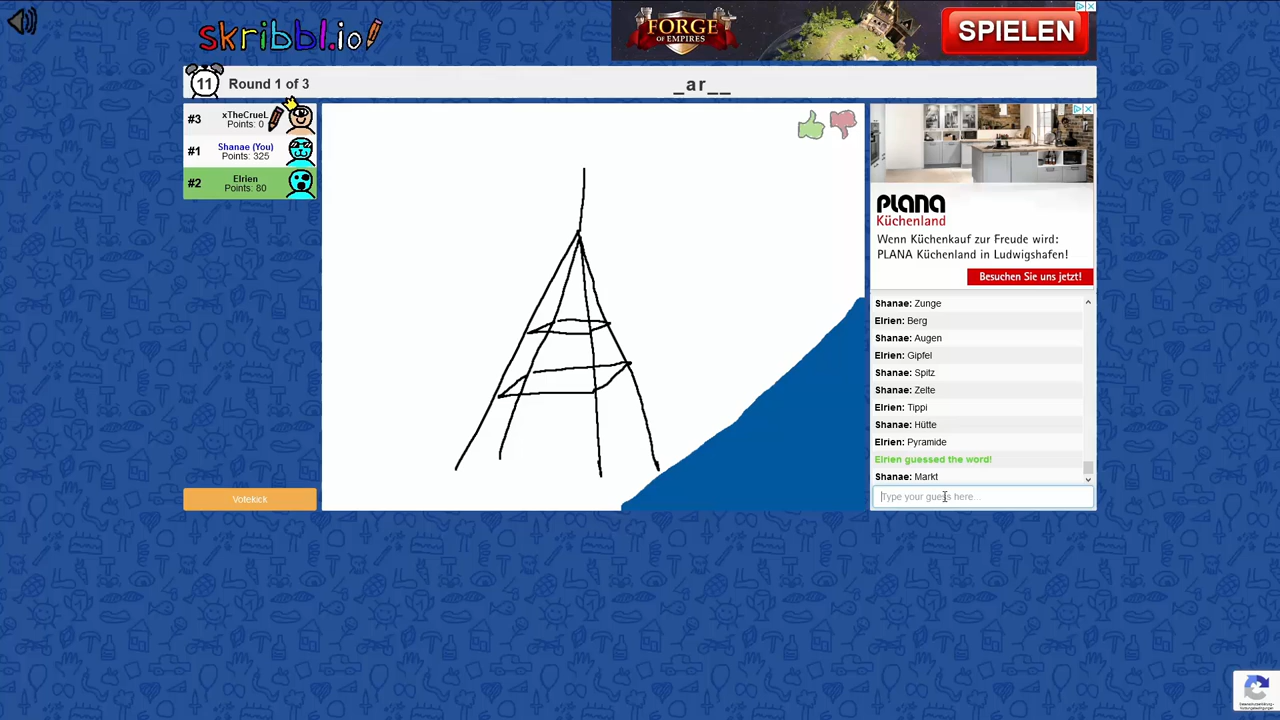 skribbl.io
FORGE
OF EMPIRES
SPIELEN
11
Round 1 of 3
_ar__
#3
xTheCrueL
Points: 0
#1
Shanae (You)
Points: 325
#2
Elrien
Points: 80
Votekick
PLANA
Küchenland
Wenn Küchenkauf zur Freude wird:
PLANA Küchenland in Ludwigshafen!
Besuchen Sie uns jetzt!
Shanae: Zunge
Elrien: Berg
Shanae: Augen
Elrien: Gipfel
Shanae: Spitz
Shanae: Zelte
Elrien: Tippi
Shanae: Hütte
Elrien: Pyramide
Elrien guessed the word!
Shanae: Markt
Type your guess here...